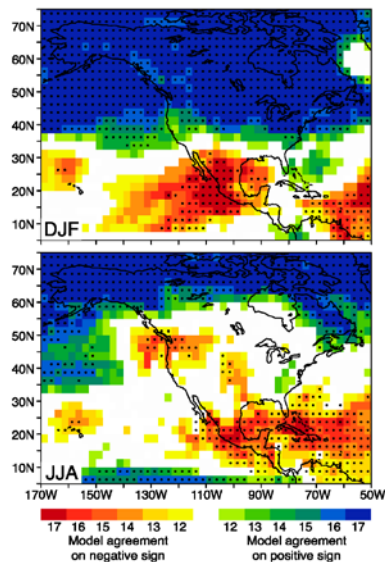 70N
60N
50N
40N
30N
20N
10N
DJF
70N
60N
50N
40N
30N
20N
10N
JJA
170W 150W 130W 110W 90W 70W 50W
17 16 15 14 13 12 12 13 14 15 16 17
Model agreement Model agreement
on negative sign on positive sign